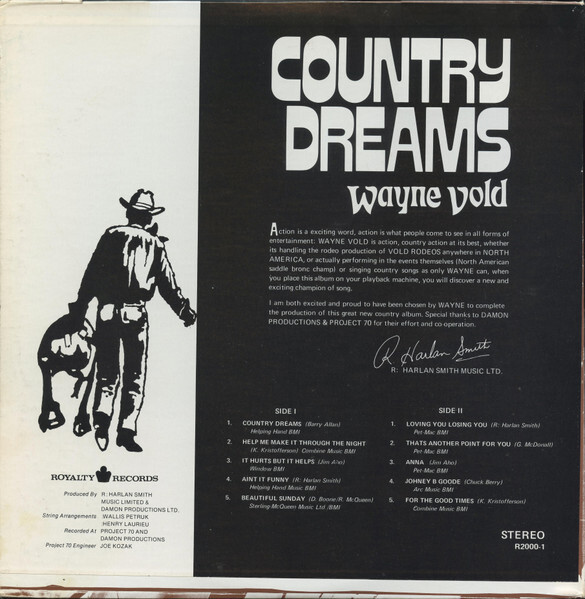 COUNTRY
DREAMS
Wayne Vold
Action is a exciting word, action is what people come to see in all forms of
entertainment: WAYNE VOLD is action, country action at its best, whether
its handling the rodeo production of VOLD RODEOS anywhere in NORTH
AMERICA, or actually performing in the events themselves (North American
saddle bronc champ) or singing country songs as only WAYNE can, when
you place this album on your playback machine, you will discover a new and
exciting champion of song.
I am both excited and proud to have been chosen by WAYNE to complete
the production of this great new country album. Special thanks to DAMON
PRODUCTIONS & PROJECT 70 for their effort and co-operation.
R Harlan Smith
R: HARLAN SMITH MUSIC LTD.
SIDE I
1. COUNTRY DREAMS (Barry Allan)
Helping Hand BMI
2. HELP ME MAKE IT THROUGH THE NIGHT
(K. Kristofferson) Combine Music BMI
3. IT HURTS BUT IT HELPS (Jim Aho)
Window BMI
4. AINT IT FUNNY (R: Harlan Smith)
Helping Hand Music BMI
5. BEAUTIFUL SUNDAY (D. Boone/R. McQueen)
Sterling-McQueen Music Ltd /BMI
SIDE II
1. LOVING YOU LOSING YOU (R: Harlan Smith)
Pet-Mac BMI
2. THATS ANOTHER POINT FOR YOU (G. McDonall)
Pet Mac BMI
3. ANNA (Jim Aho)
Pet Mac BMI
4. JOHNEY B GOODE (Chuck Berry)
Arc Music BMI
5. FOR THE GOOD TIMES (K. Kristofferson)
Combine Music BMI
ROYALTY RECORDS
Produced By R: HARLAN SMITH
MUSIC LIMITED &
DAMON PRODUCTIONS LTD.
String Arrangements WALLIS PETRUK
HENRY LAURIEU
Recorded At PROJECT 70 AND
DAMON PRODUCTIONS
Project 70 Engineer JOE KOZAK
STEREO
R2000-1